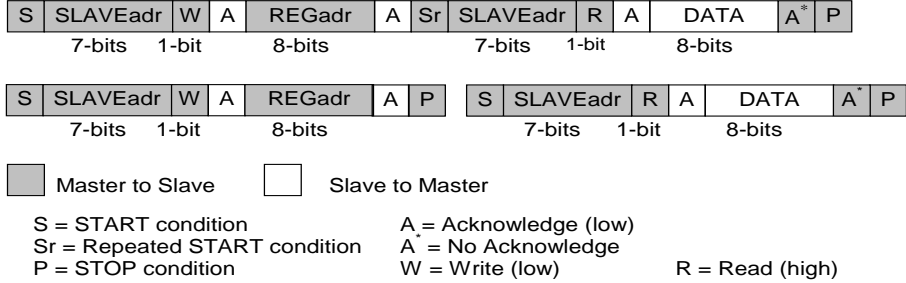 S SLAVEadr W A REGadr A Sr SLAVEadr R A DATA A* P
7-bits 1-bit 8-bits 7-bits 1-bit 8-bits
S SLAVEadr W A REGadr A P S SLAVEadr R A DATA A* P
7-bits 1-bit 8-bits 7-bits 1-bit 8-bits
Master to Slave Slave to Master
S = START condition A = Acknowledge (low)
Sr = Repeated START condition A* = No Acknowledge
P = STOP condition W = Write (low) R = Read (high)